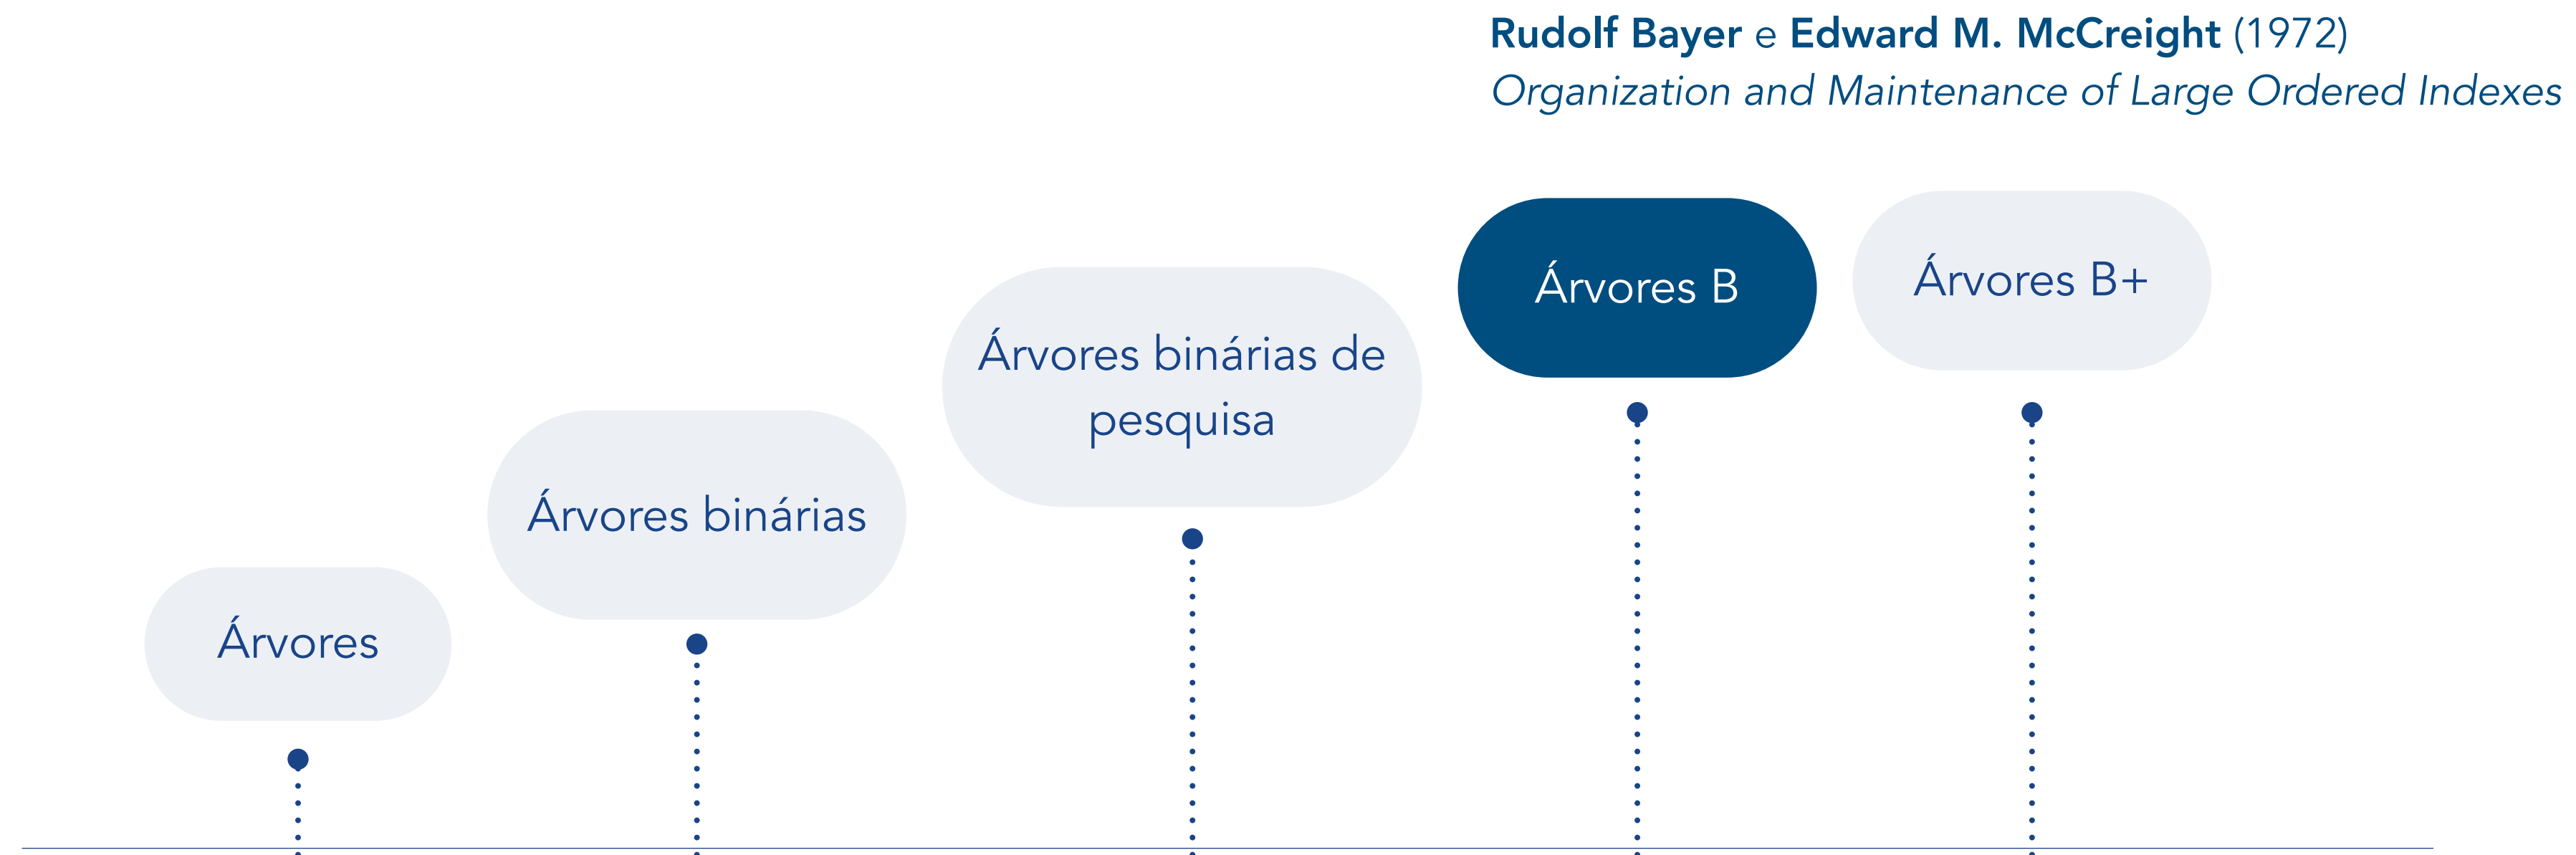 Rudolf Bayer e Edward M. McCreight (1972)
Organization and Maintenance of Large Ordered Indexes
Árvores B
Árvores B+
Árvores binárias de
pesquisa
Árvores binárias
Árvores